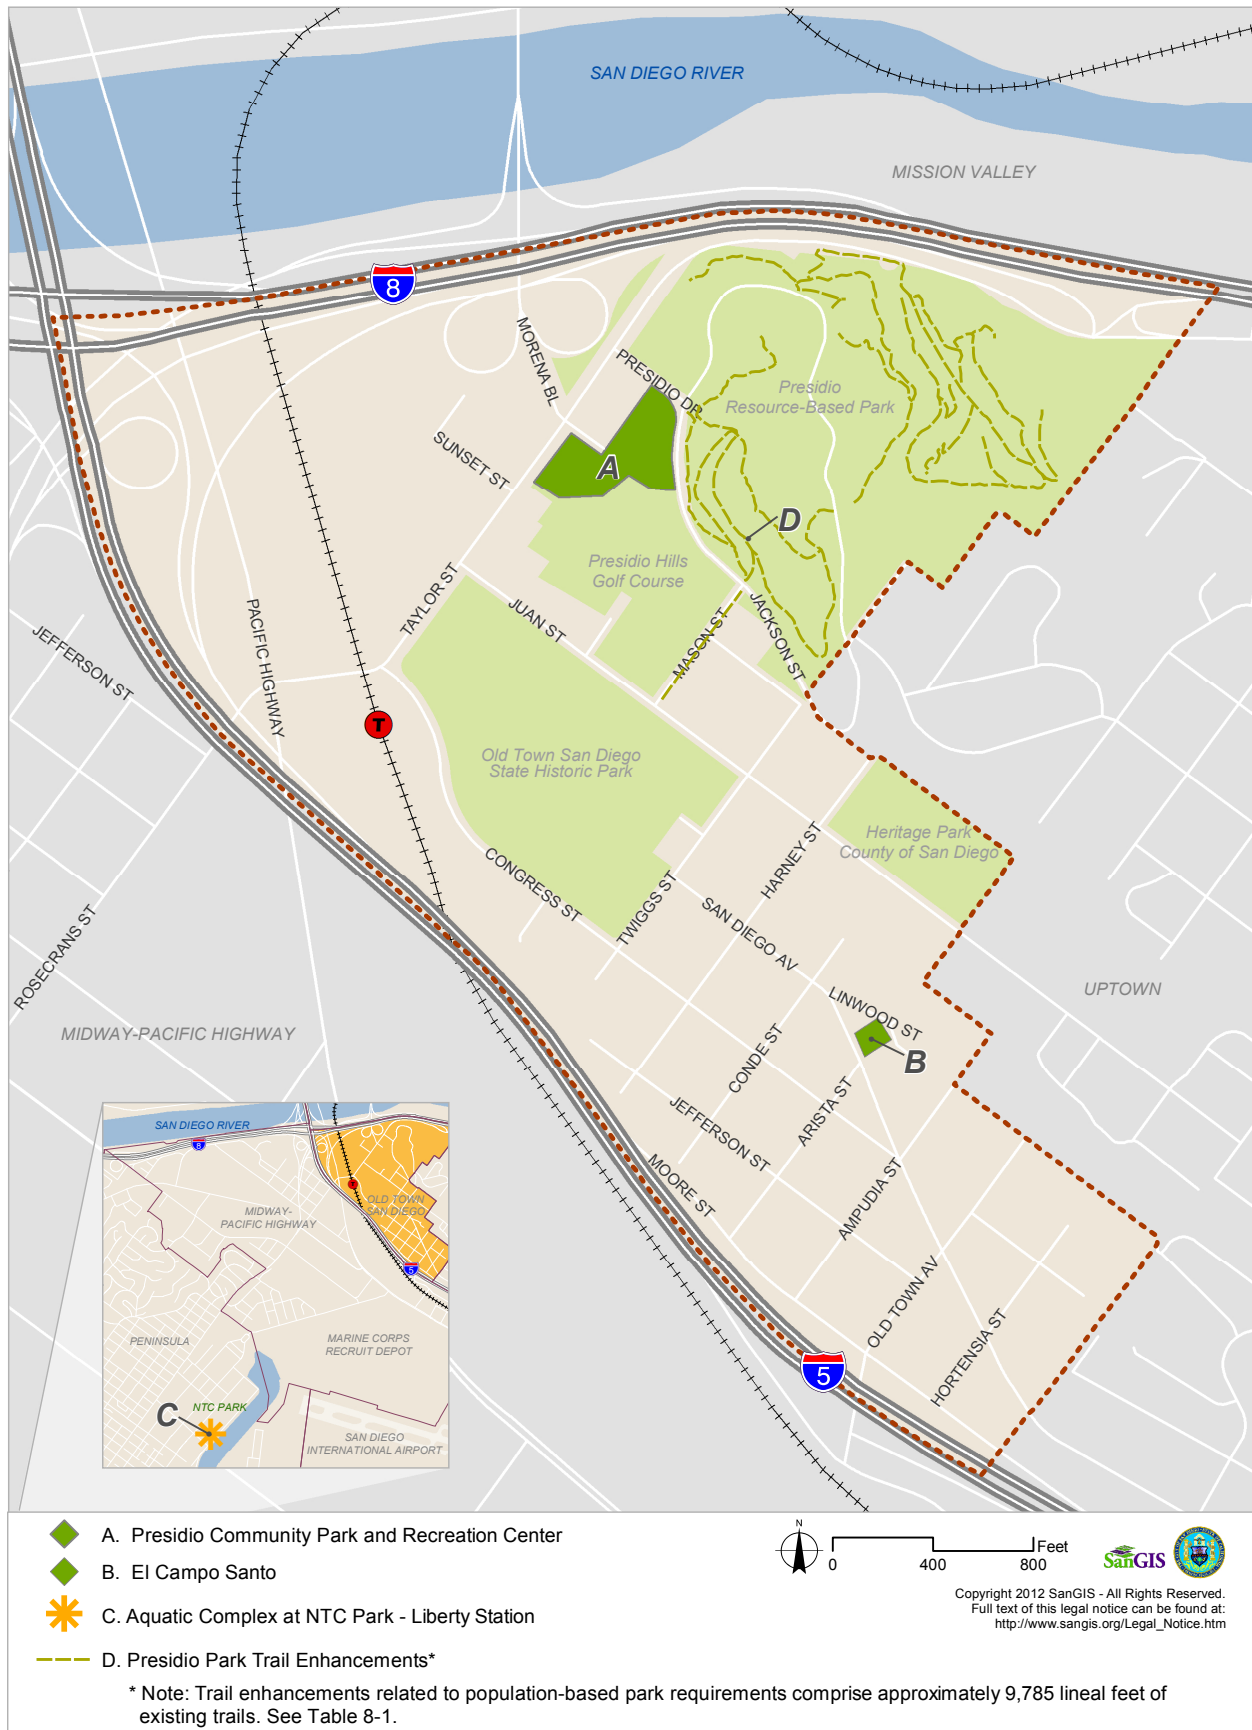 SAN DIEGO RIVER
MISSION VALLEY
8
MORENA BL
PRESIDIO DR
Presidio
Resource-Based Park
SUNSET ST
A
D
Presidio Hills
Golf Course
TAYLOR ST
JUAN ST
MASON ST
JACKSON ST
PACIFIC HIGHWAY
JEFFERSON ST
T
Old Town San Diego
State Historic Park
Heritage Park
County of San Diego
HARNEY ST
CONGRESS ST
TWIGGS ST
SAN DIEGO AV
ROSECRANS ST
LINWOOD ST
UPTOWN
MIDWAY-PACIFIC HIGHWAY
B
CONDE ST
ARISTA ST
JEFFERSON ST
MOORE ST
AMPUDIA ST
OLD TOWN AV
HORTENSIA ST
5
SAN DIEGO RIVER
8
OLD TOWN
SAN DIEGO
MIDWAY-
PACIFIC HIGHWAY
T
5
PENINSULA
MARINE CORPS
RECRUIT DEPOT
NTC PARK
C
SAN DIEGO
INTERNATIONAL AIRPORT
A. Presidio Community Park and Recreation Center
B. El Campo Santo
C. Aquatic Complex at NTC Park - Liberty Station
D. Presidio Park Trail Enhancements*
* Note: Trail enhancements related to population-based park requirements comprise approximately 9,785 lineal feet of
existing trails. See Table 8-1.
N
0 400 800 Feet
SanGIS
Copyright 2012 SanGIS - All Rights Reserved.
Full text of this legal notice can be found at:
http://www.sangis.org/Legal_Notice.htm